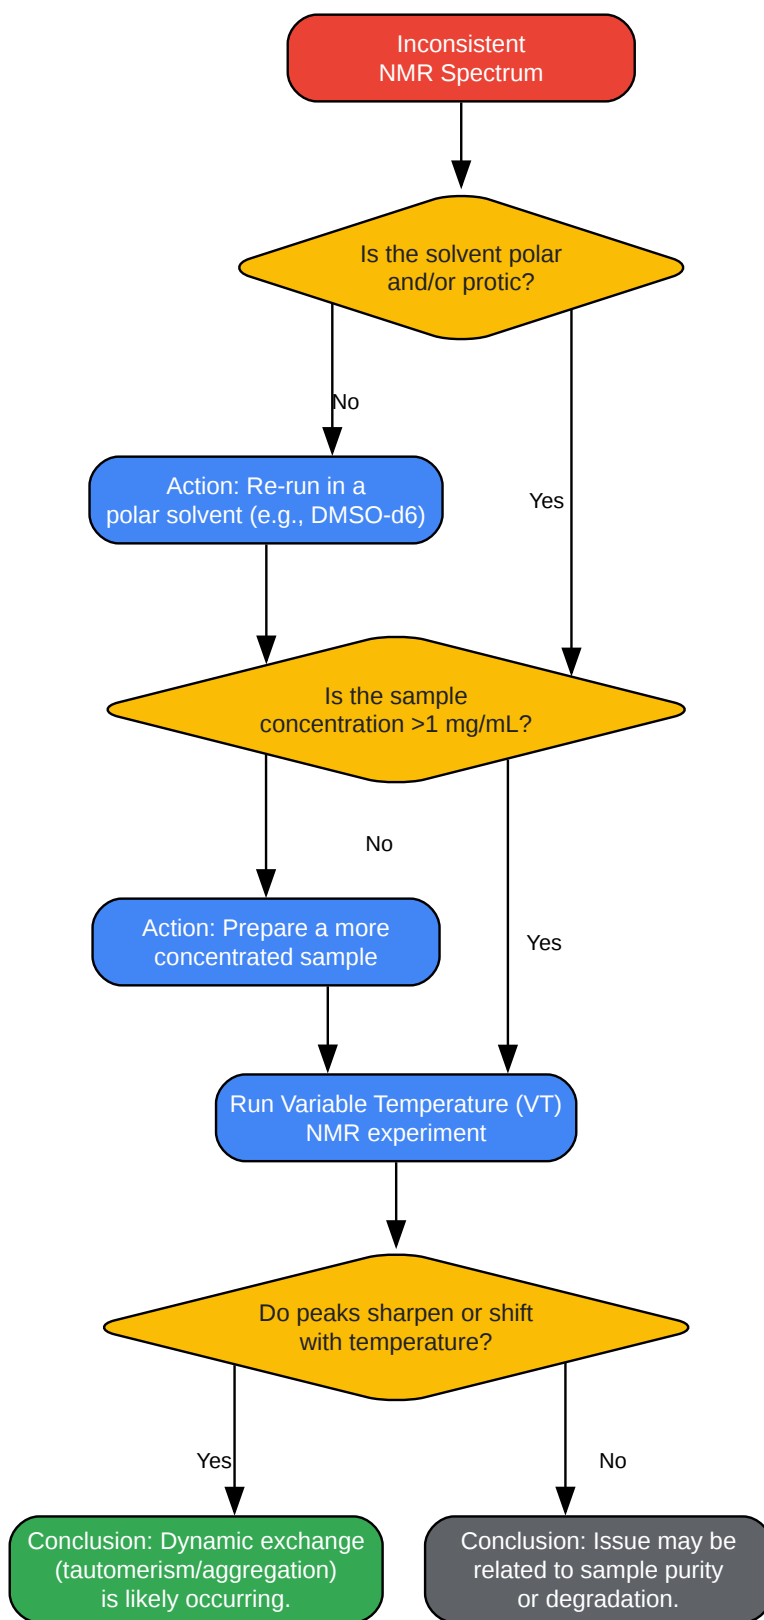 Inconsistent
NMR Spectrum
Is the solvent polar
and/or protic?
No
Action: Re-run in a
polar solvent (e.g., DMSO-d6)
Yes
Is the sample
concentration >1 mg/mL?
No
Action: Prepare a more
concentrated sample
Yes
Run Variable Temperature (VT)
NMR experiment
Do peaks sharpen or shift
with temperature?
Yes
No
Conclusion: Dynamic exchange
(tautomerism/aggregation)
is likely occurring.
Conclusion: Issue may be
related to sample purity
or degradation.